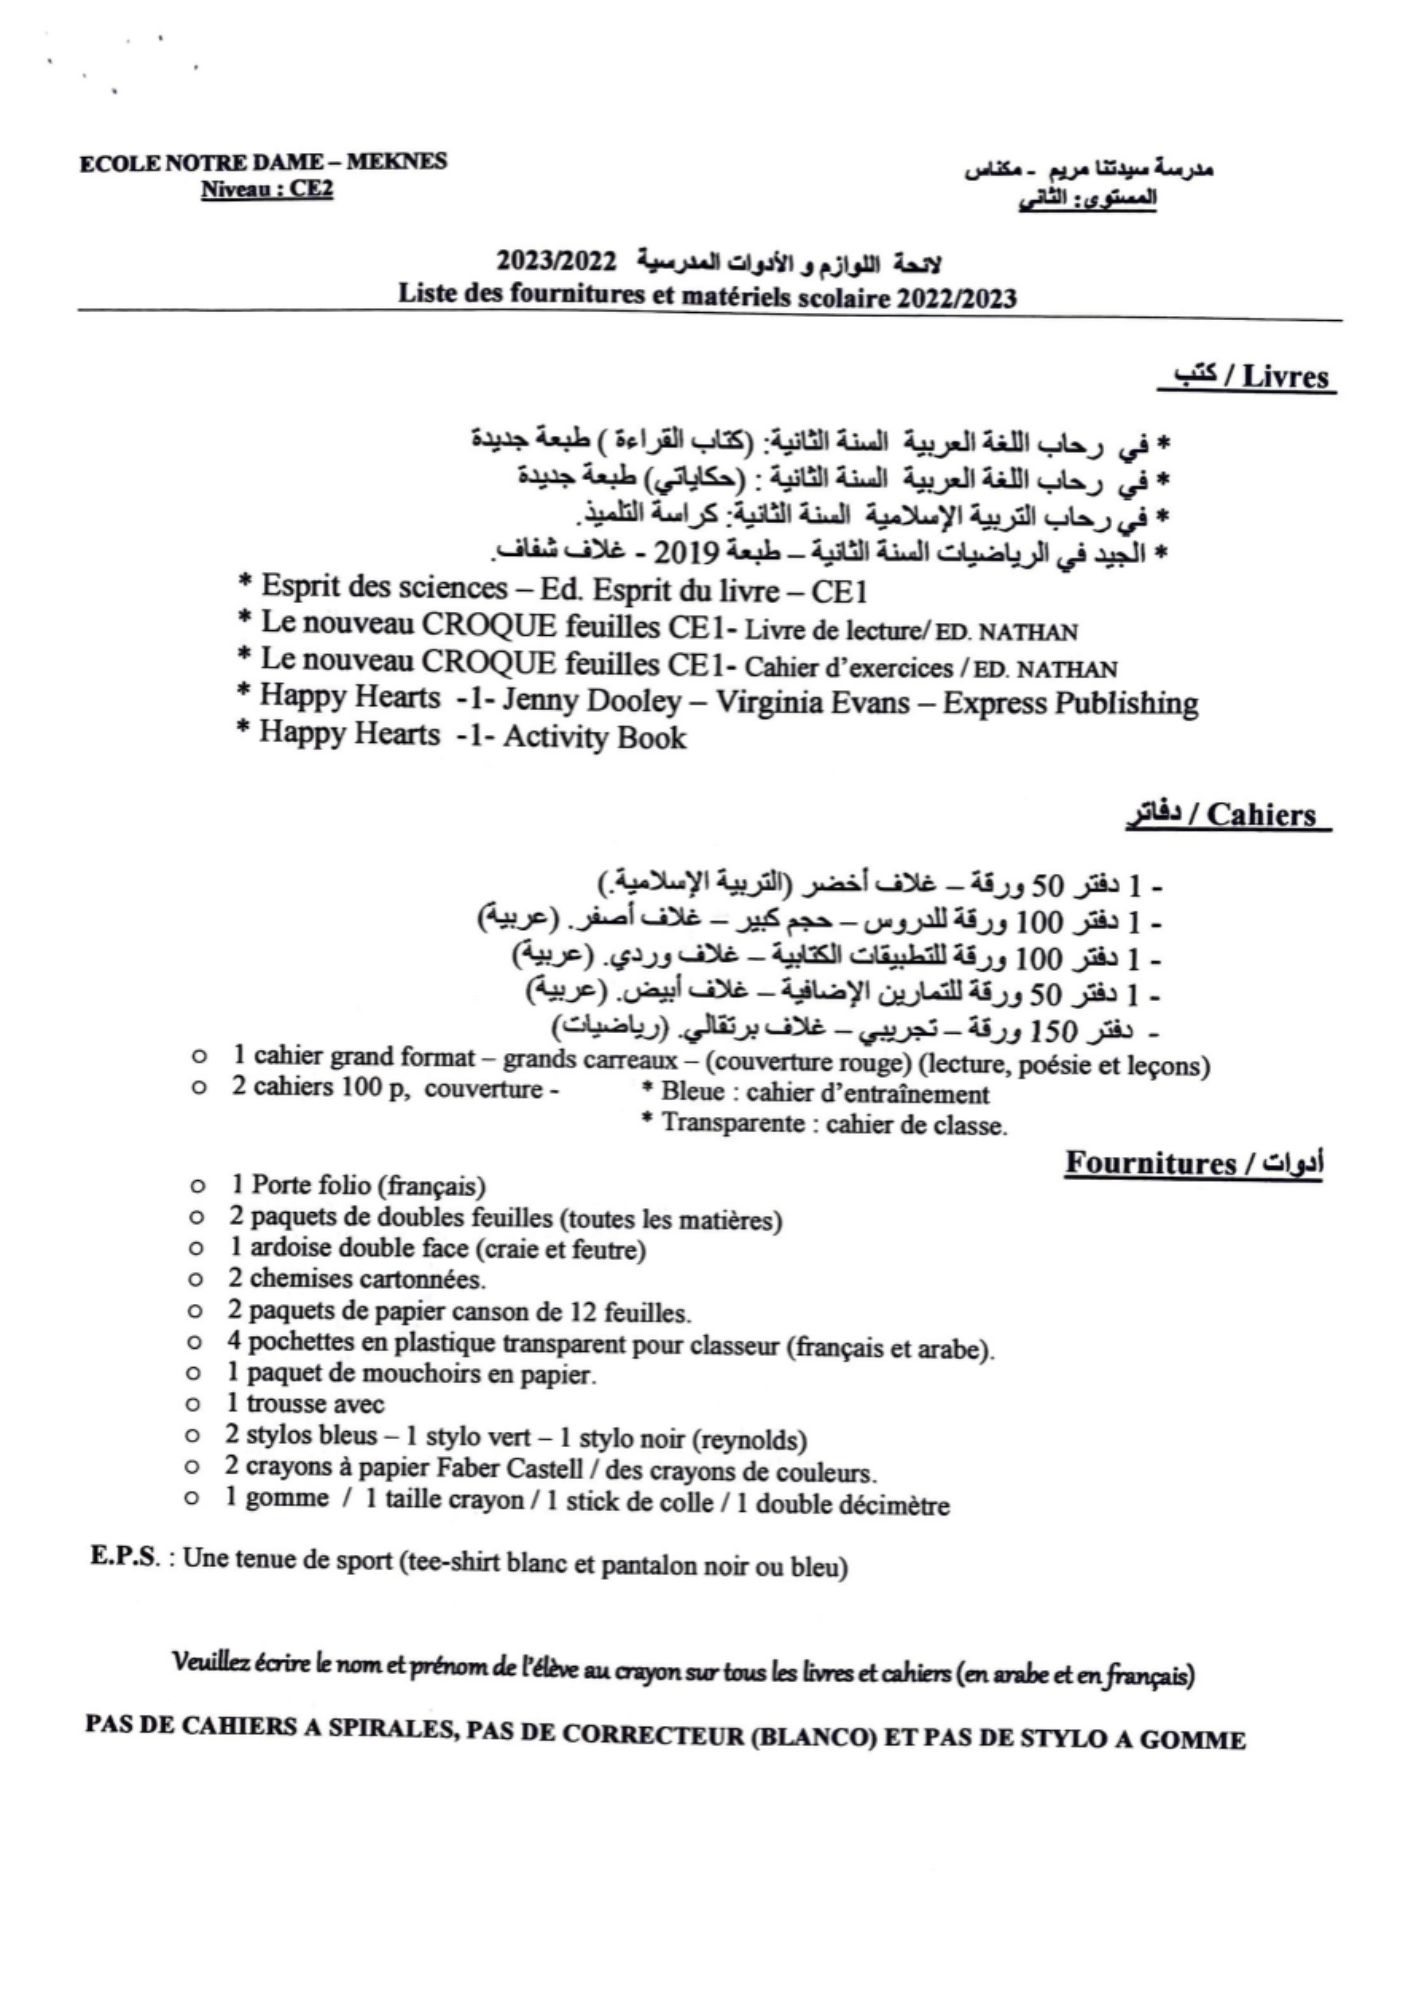 ECOLE NOTRE DAME – MEKNES
Niveau : CE2
مدرسة سيدتنا مريم - مكناس
المستوى: الثاني
لائحة اللوازم و الأدوات المدرسية 2023/2022
Liste des fournitures et matériels scolaire 2022/2023
كتب / Livres
* في رحاب اللغة العربية السنة الثانية: (كتاب القراءة ) طبعة جديدة
* في رحاب اللغة العربية السنة الثانية : (حكاياتي) طبعة جديدة
* في رحاب التربية الإسلامية السنة الثانية: كراسة التلميذ.
* الجيد في الرياضيات السنة الثانية – طبعة 2019 - غلاف شفاف.
* Esprit des sciences – Ed. Esprit du livre – CE1
* Le nouveau CROQUE feuilles CE1- Livre de lecture/ ED. NATHAN
* Le nouveau CROQUE feuilles CE1- Cahier d’exercices / ED. NATHAN
* Happy Hearts -1- Jenny Dooley – Virginia Evans – Express Publishing
* Happy Hearts -1- Activity Book
دفاتر / Cahiers
- 1 دفتر 50 ورقة – غلاف أخضر (التربية الإسلامية.)
- 1 دفتر 100 ورقة للدروس – حجم كبير – غلاف أصفر. (عربية)
- 1 دفتر 100 ورقة للتطبيقات الكتابية – غلاف وردي. (عربية)
- 1 دفتر 50 ورقة للتمارين الإضافية – غلاف أبيض. (عربية)
- دفتر 150 ورقة – تجريبي – غلاف برتقالي. (رياضيات)
o 1 cahier grand format – grands carreaux – (couverture rouge) (lecture, poésie et leçons)
o 2 cahiers 100 p, couverture - * Bleue : cahier d’entraînement
* Transparente : cahier de classe.
Fournitures / أدوات
o 1 Porte folio (français)
o 2 paquets de doubles feuilles (toutes les matières)
o 1 ardoise double face (craie et feutre)
o 2 chemises cartonnées.
o 2 paquets de papier canson de 12 feuilles.
o 4 pochettes en plastique transparent pour classeur (français et arabe).
o 1 paquet de mouchoirs en papier.
o 1 trousse avec
o 2 stylos bleus – 1 stylo vert – 1 stylo noir (reynolds)
o 2 crayons à papier Faber Castell / des crayons de couleurs.
o 1 gomme / 1 taille crayon / 1 stick de colle / 1 double décimètre
E.P.S. : Une tenue de sport (tee-shirt blanc et pantalon noir ou bleu)
Veuillez écrire le nom et prénom de l’élève au crayon sur tous les livres et cahiers (en arabe et en français)
PAS DE CAHIERS A SPIRALES, PAS DE CORRECTEUR (BLANCO) ET PAS DE STYLO A GOMME